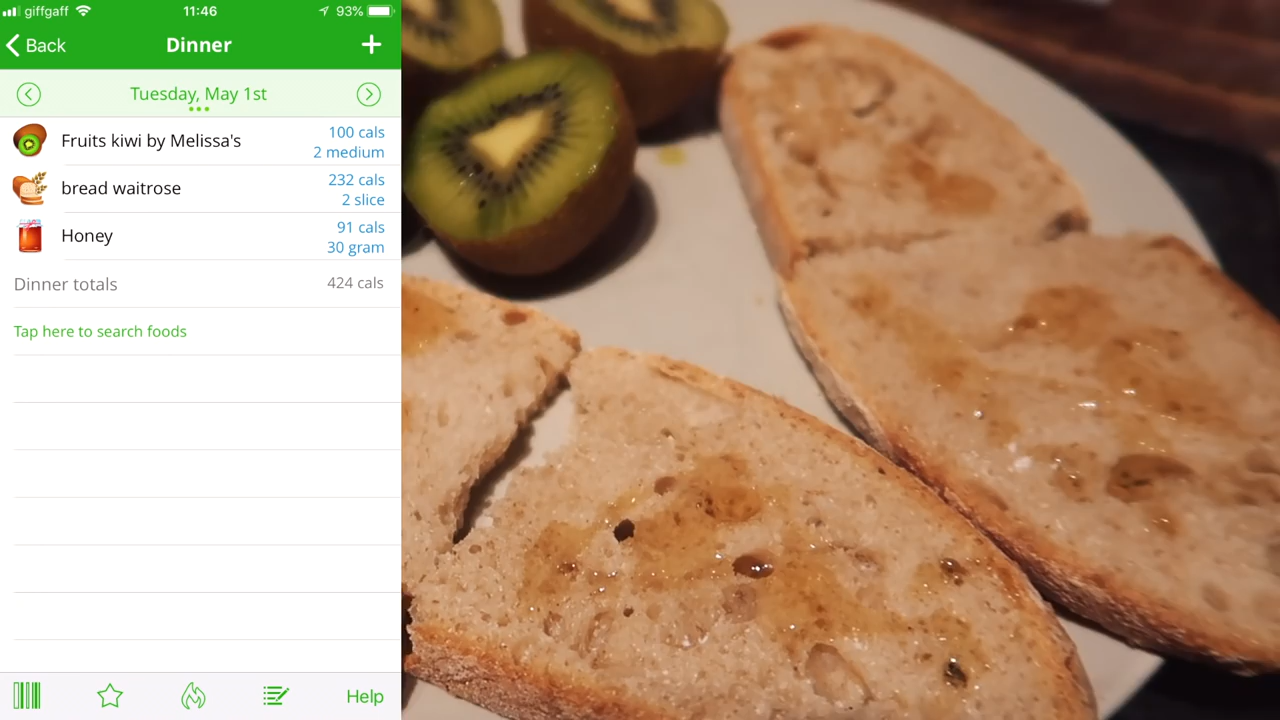 giffgaff 11:46 93%
Back Dinner +
Tuesday, May 1st
Fruits kiwi by Melissa's 100 cals
2 medium
bread waitrose 232 cals
2 slice
Honey 91 cals
30 gram
Dinner totals 424 cals
Tap here to search foods
Help